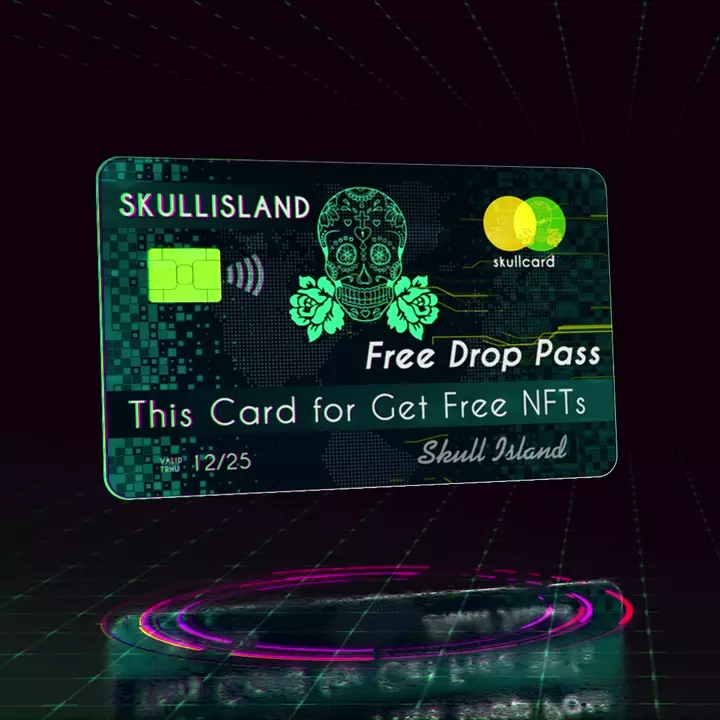 SKULLISLAND
skullcard
Free Drop Pass
This Card for Get Free NFTs
VALID
THRU 12/25
Skull Island